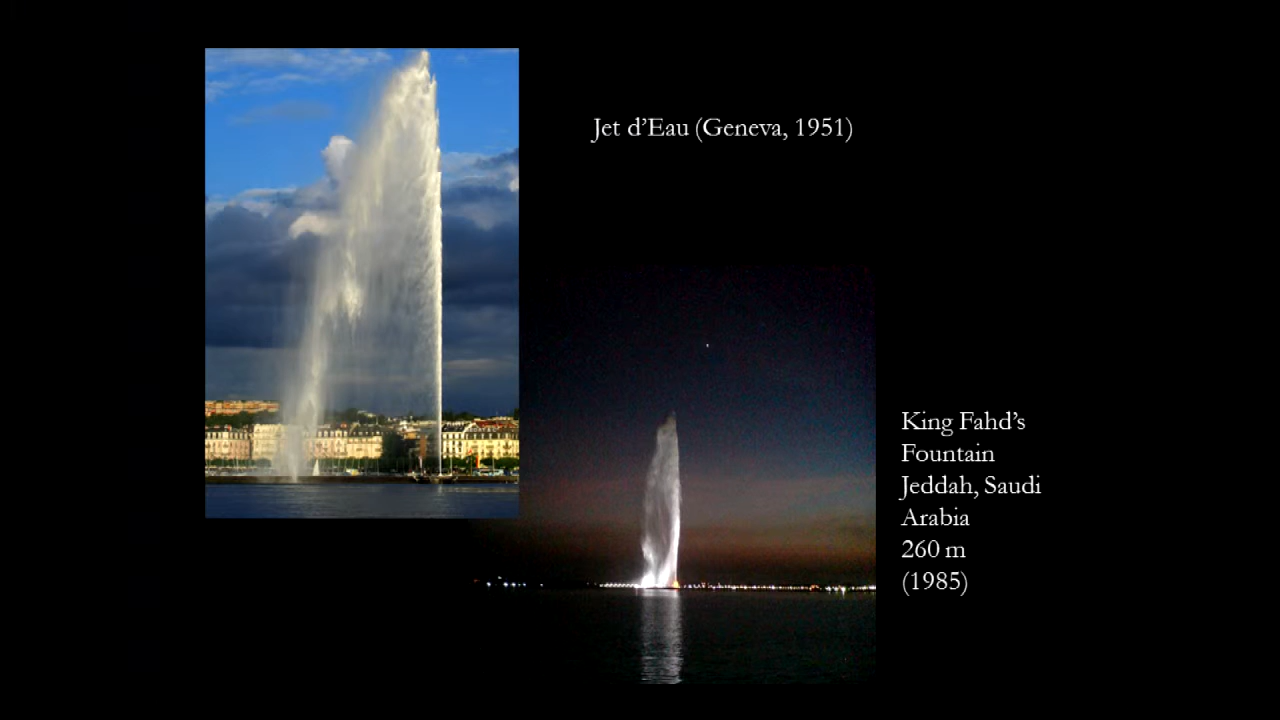 Jet d’Eau (Geneva, 1951)
King Fahd’s
Fountain
Jeddah, Saudi
Arabia
260 m
(1985)